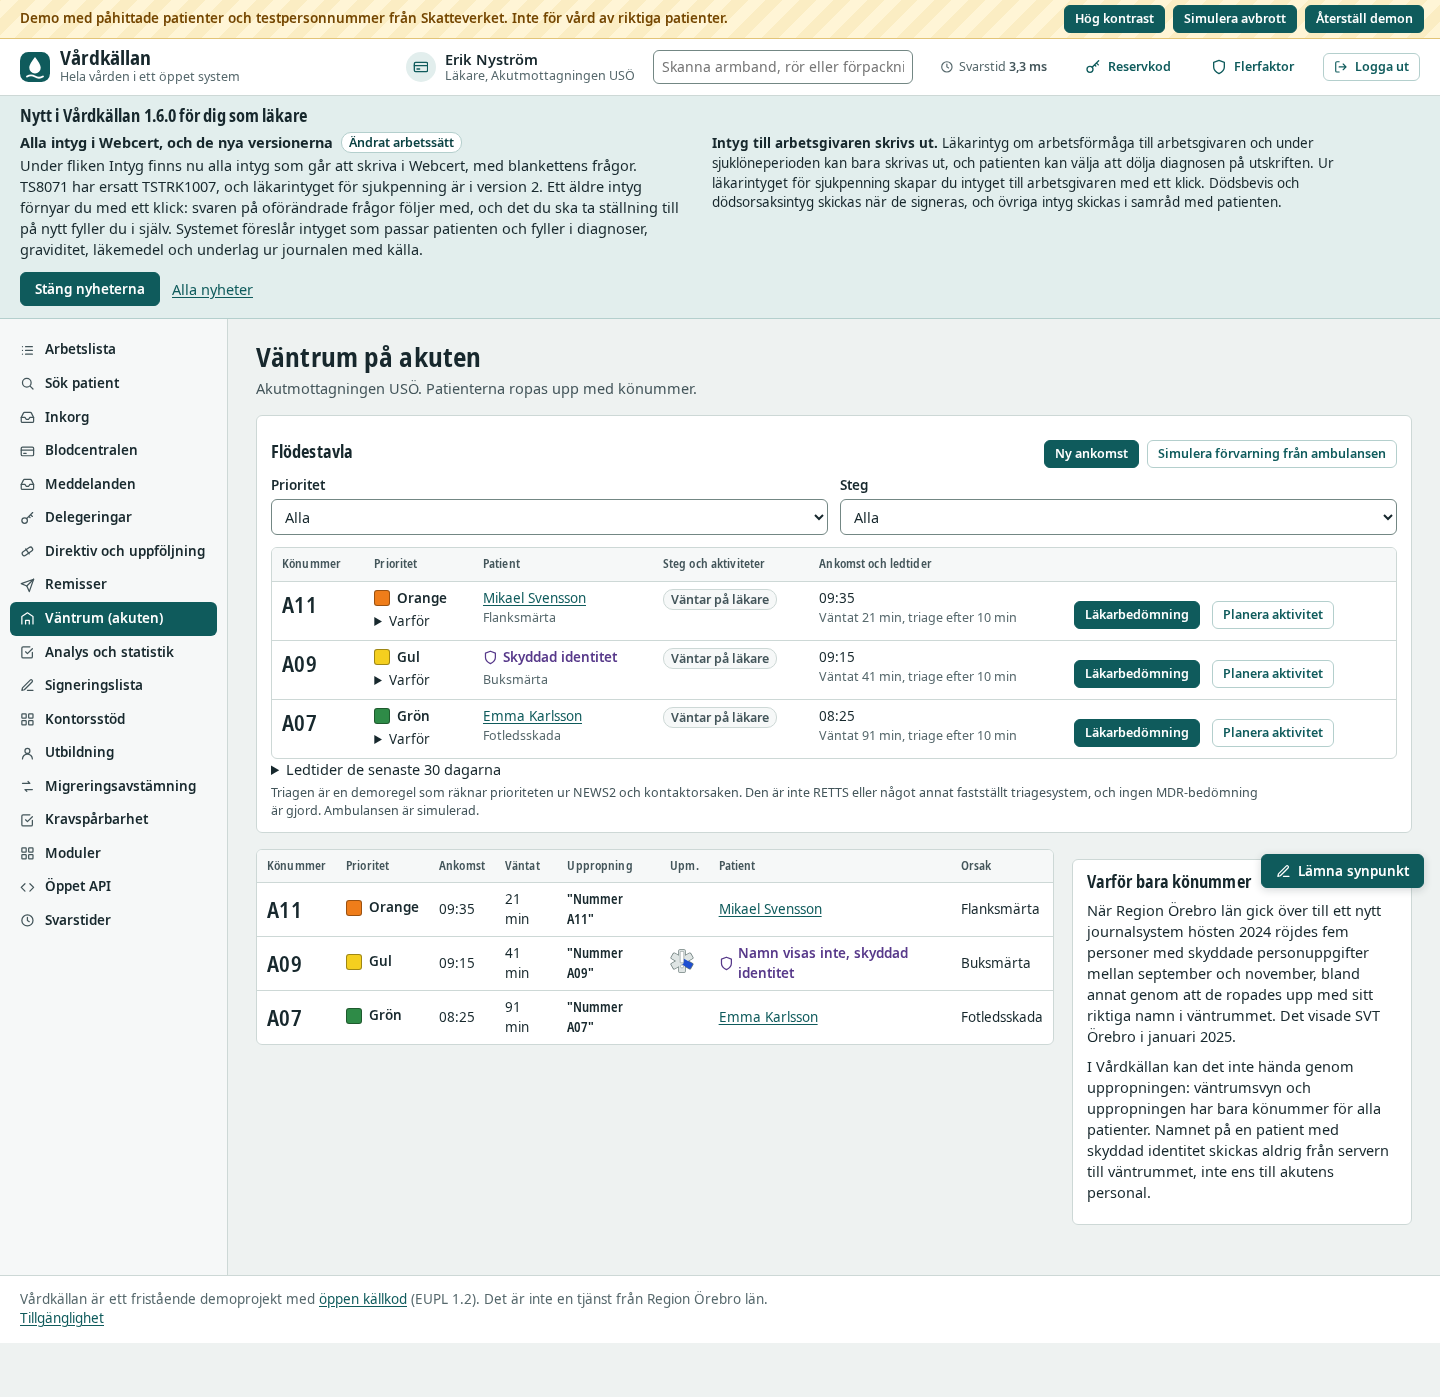 Demo med påhittade patienter och testpersonnummer från Skatteverket. Inte för vård av riktiga patienter.
Hög kontrast
Simulera avbrott
Återställ demon
Vårdkällan
Hela vården i ett öppet system
Erik Nyström
Läkare, Akutmottagningen USÖ
Skanna armband, rör eller förpackni
Svarstid 3,3 ms
Reservkod
Flerfaktor
Logga ut
Nytt i Vårdkällan 1.6.0 för dig som läkare
Alla intyg i Webcert, och de nya versionerna
Ändrat arbetssätt
Under fliken Intyg finns nu alla intyg som går att skriva i Webcert, med blankettens frågor.
TS8071 har ersatt TSTRK1007, och läkarintyget för sjukpenning är i version 2. Ett äldre intyg
förnyar du med ett klick: svaren på oförändrade frågor följer med, och det du ska ta ställning till
på nytt fyller du i själv. Systemet föreslår intyget som passar patienten och fyller i diagnoser,
graviditet, läkemedel och underlag ur journalen med källa.
Intyg till arbetsgivaren skrivs ut. Läkarintyg om arbetsförmåga till arbetsgivaren och under
sjuklöneperioden kan bara skrivas ut, och patienten kan välja att dölja diagnosen på utskriften. Ur
läkarintyget för sjukpenning skapar du intyget till arbetsgivaren med ett klick. Dödsbevis och
dödsorsaksintyg skickas när de signeras, och övriga intyg skickas i samråd med patienten.
Stäng nyheterna
Alla nyheter
Arbetslista
Sök patient
Inkorg
Blodcentralen
Meddelanden
Delegeringar
Direktiv och uppföljning
Remisser
Väntrum (akuten)
Analys och statistik
Signeringslista
Kontorsstöd
Utbildning
Migreringsavstämning
Kravspårbarhet
Moduler
Öppet API
Svarstider
Väntrum på akuten
Akutmottagningen USÖ. Patienterna ropas upp med könummer.
Flödestavla
Ny ankomst
Simulera förvarning från ambulansen
Prioritet
Steg
Alla
Alla
Könummer Prioritet Patient Steg och aktiviteter Ankomst och ledtider
A11 Orange Mikael Svensson Väntar på läkare 09:35
Varför Flanksmärta Väntat 21 min, triage efter 10 min Läkarbedömning Planera aktivitet
A09 Gul Skyddad identitet Väntar på läkare 09:15
Varför Buksmärta Väntat 41 min, triage efter 10 min Läkarbedömning Planera aktivitet
A07 Grön Emma Karlsson Väntar på läkare 08:25
Varför Fotledsskada Väntat 91 min, triage efter 10 min Läkarbedömning Planera aktivitet
Ledtider de senaste 30 dagarna
Triagen är en demoregel som räknar prioriteten ur NEWS2 och kontaktorsaken. Den är inte RETTS eller något annat fastställt triagesystem, och ingen MDR-bedömning
är gjord. Ambulansen är simulerad.
Könummer Prioritet Ankomst Väntat Uppropning Upm. Patient Orsak
A11 Orange 09:35 21 min "Nummer A11" Mikael Svensson Flanksmärta
A09 Gul 09:15 41 min "Nummer A09" Namn visas inte, skyddad identitet Buksmärta
A07 Grön 08:25 91 min "Nummer A07" Emma Karlsson Fotledsskada
Lämna synpunkt
Varför bara könummer
När Region Örebro län gick över till ett nytt
journalsystem hösten 2024 röjdes fem
personer med skyddade personuppgifter
mellan september och november, bland
annat genom att de ropades upp med sitt
riktiga namn i väntrummet. Det visade SVT
Örebro i januari 2025.
I Vårdkällan kan det inte hända genom
uppropningen: väntrumsvyn och
uppropningen har bara könummer för alla
patienter. Namnet på en patient med
skyddad identitet skickas aldrig från servern
till väntrummet, inte ens till akutens
personal.
Vårdkällan är ett fristående demoprojekt med öppen källkod (EUPL 1.2). Det är inte en tjänst från Region Örebro län.
Tillgänglighet